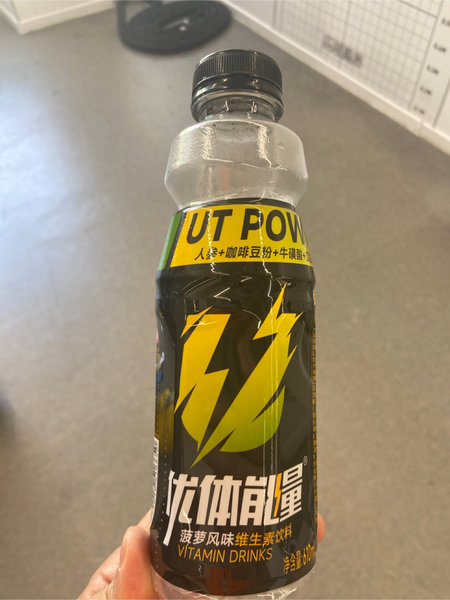 UT POW
人参+咖啡豆粉+牛磺酸+
优体能量®
菠萝风味维生素饮料
VITAMIN DRINKS
净含量